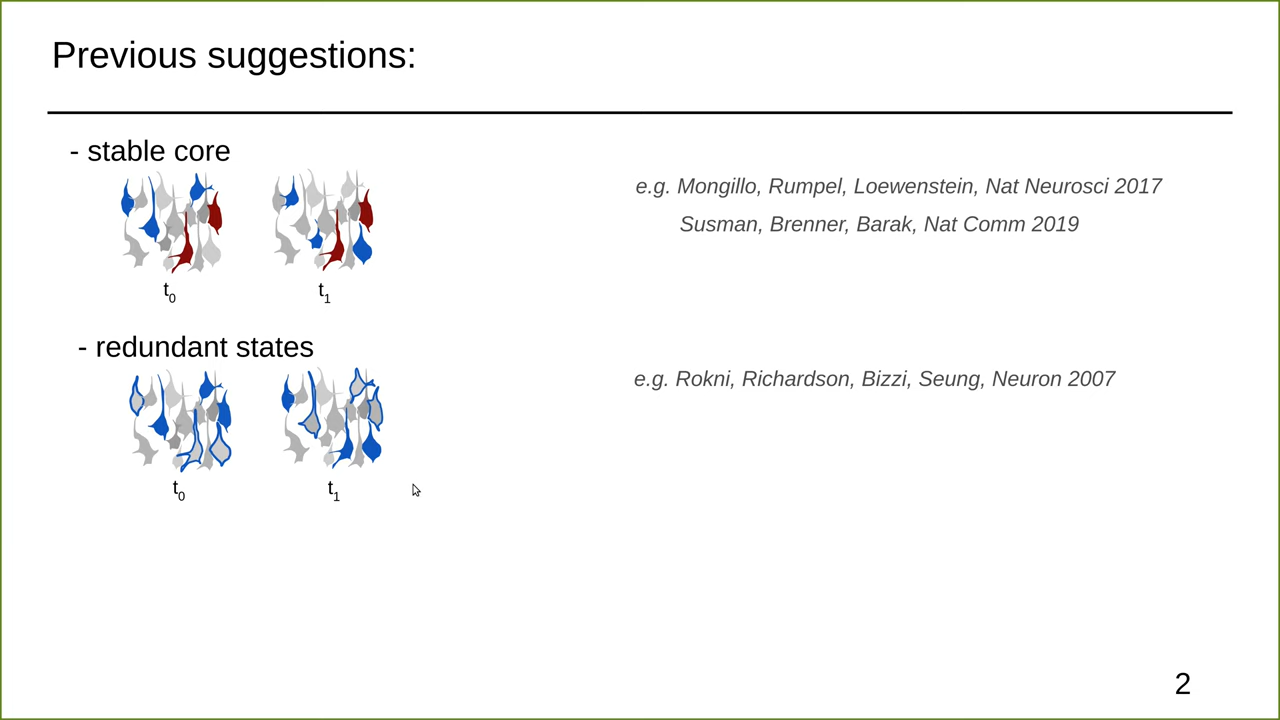 Previous suggestions:
- stable core
e.g. Mongillo, Rumpel, Loewenstein, Nat Neurosci 2017
Susman, Brenner, Barak, Nat Comm 2019
t0 t1
- redundant states
e.g. Rokni, Richardson, Bizzi, Seung, Neuron 2007
t0 t1
2